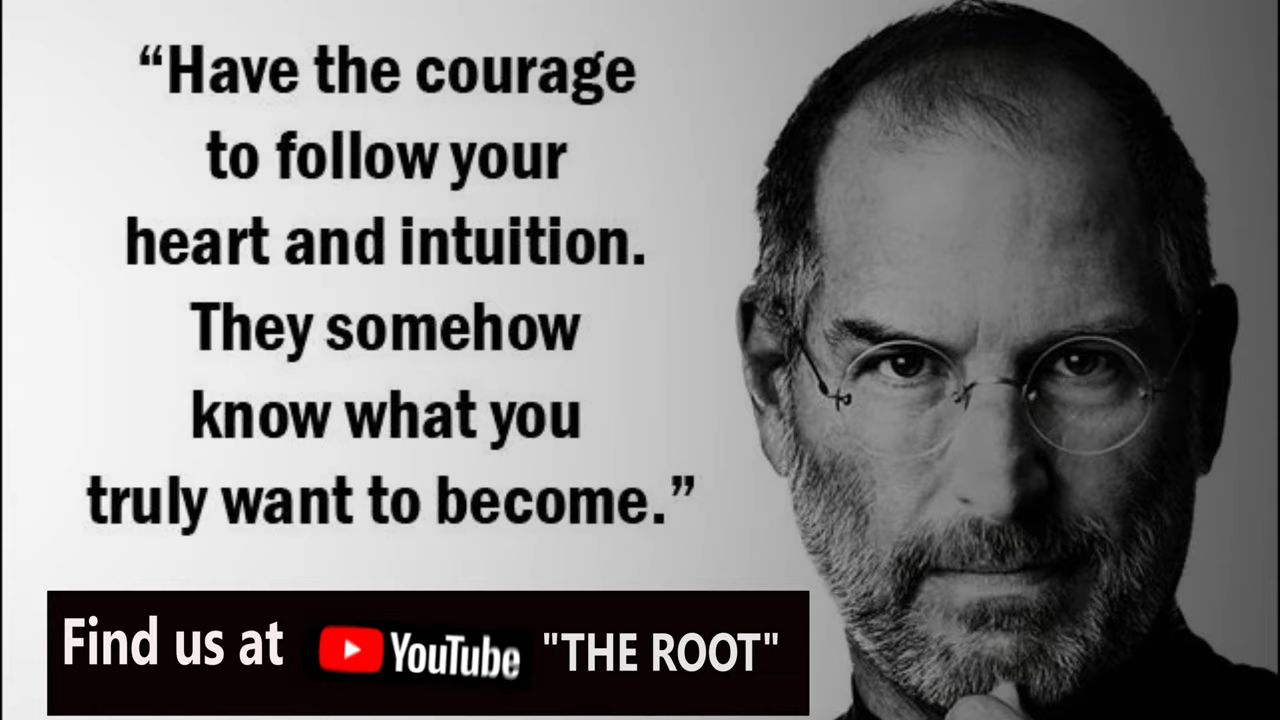 “Have the courage
to follow your
heart and intuition.
They somehow
know what you
truly want to become.”
Find us at YouTube "THE ROOT"